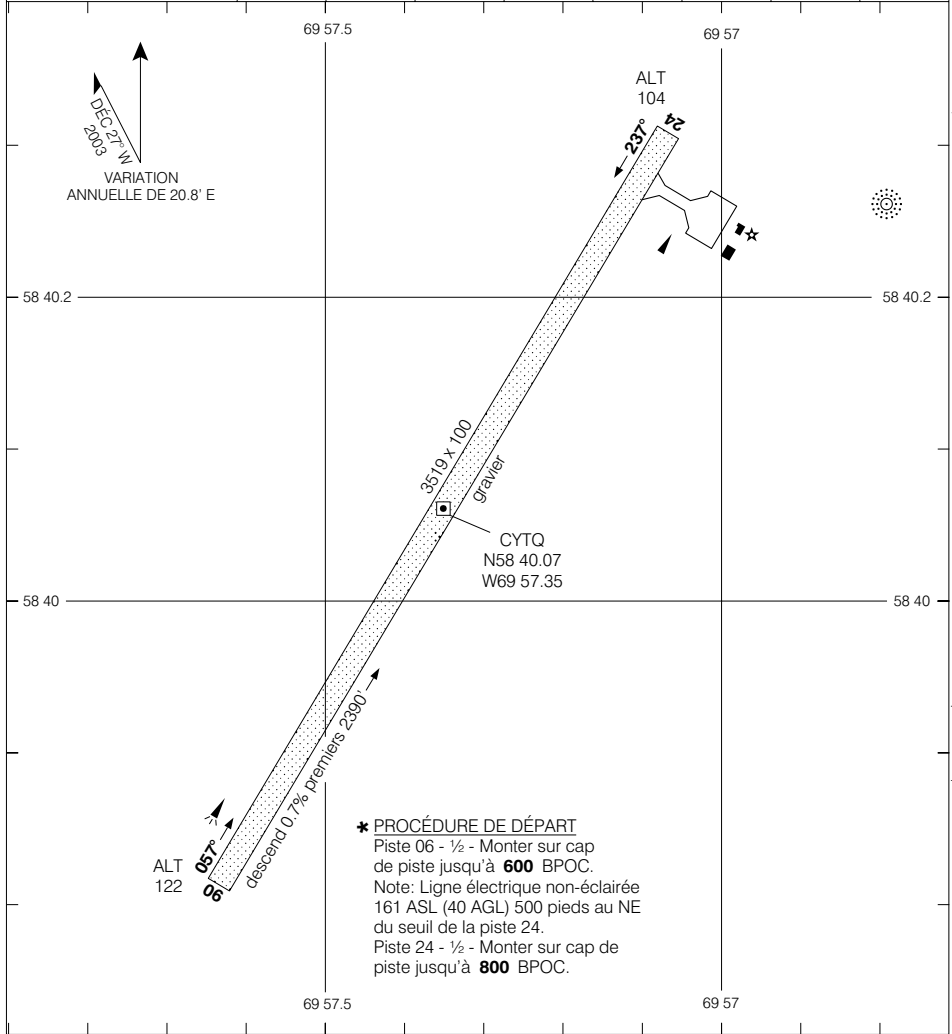 69 57.5
69 57
DÉC 27° W
2003
VARIATION
ANNUELLE DE 20.8' E
ALT
104
24
237°
58 40.2
58 40.2
3519 x 100
gravier
CYTQ
N58 40.07
W69 57.35
58 40
58 40
descend 0.7% premiers 2390'
057°
ALT
122
06
* PROCÉDURE DE DÉPART
Piste 06 - ½ - Monter sur cap
de piste jusqu'à 600 BPOC.
Note: Ligne électrique non-éclairée
161 ASL (40 AGL) 500 pieds au NE
du seuil de la piste 24.
Piste 24 - ½ - Monter sur cap de
piste jusqu'à 800 BPOC.
69 57.5
69 57